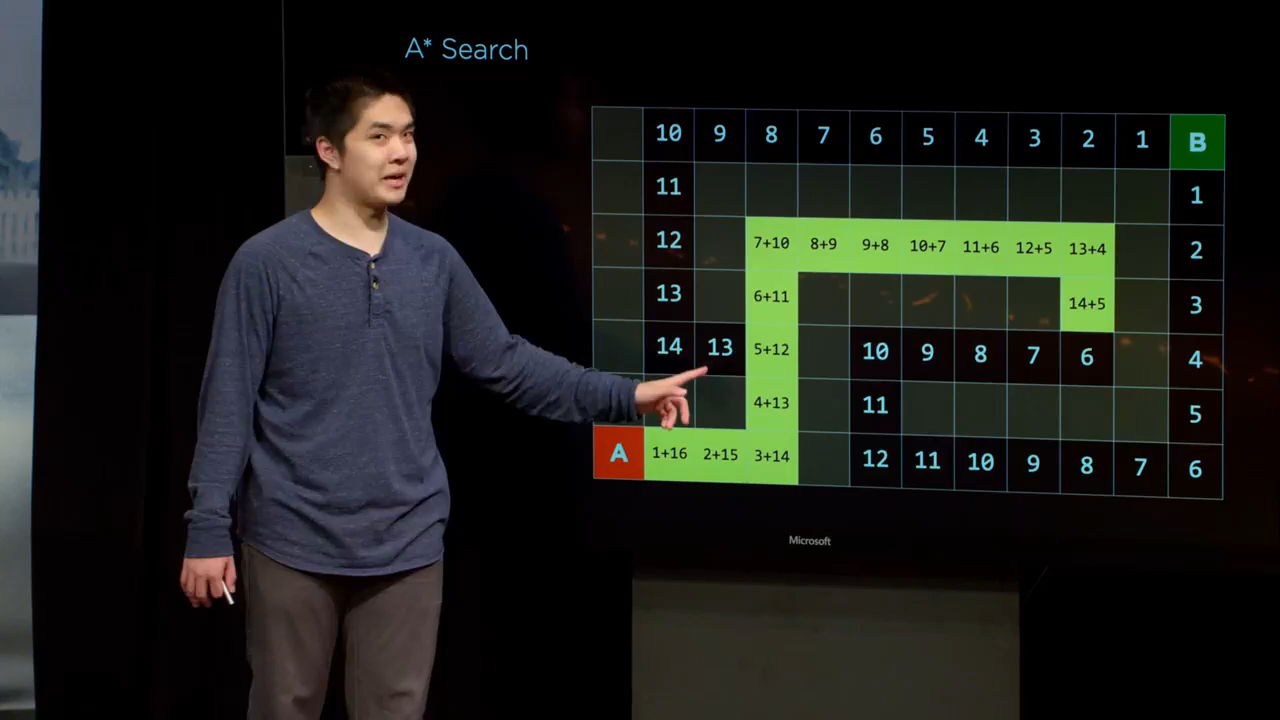 A* Search
10 9 8 7 6 5 4 3 2 1 B
11 1
12 7+10 8+9 9+8 10+7 11+6 12+5 13+4 2
13 6+11 14+5 3
14 13 5+12 10 9 8 7 6 4
4+13 11 5
A 1+16 2+15 3+14 12 11 10 9 8 7 6
Microsoft